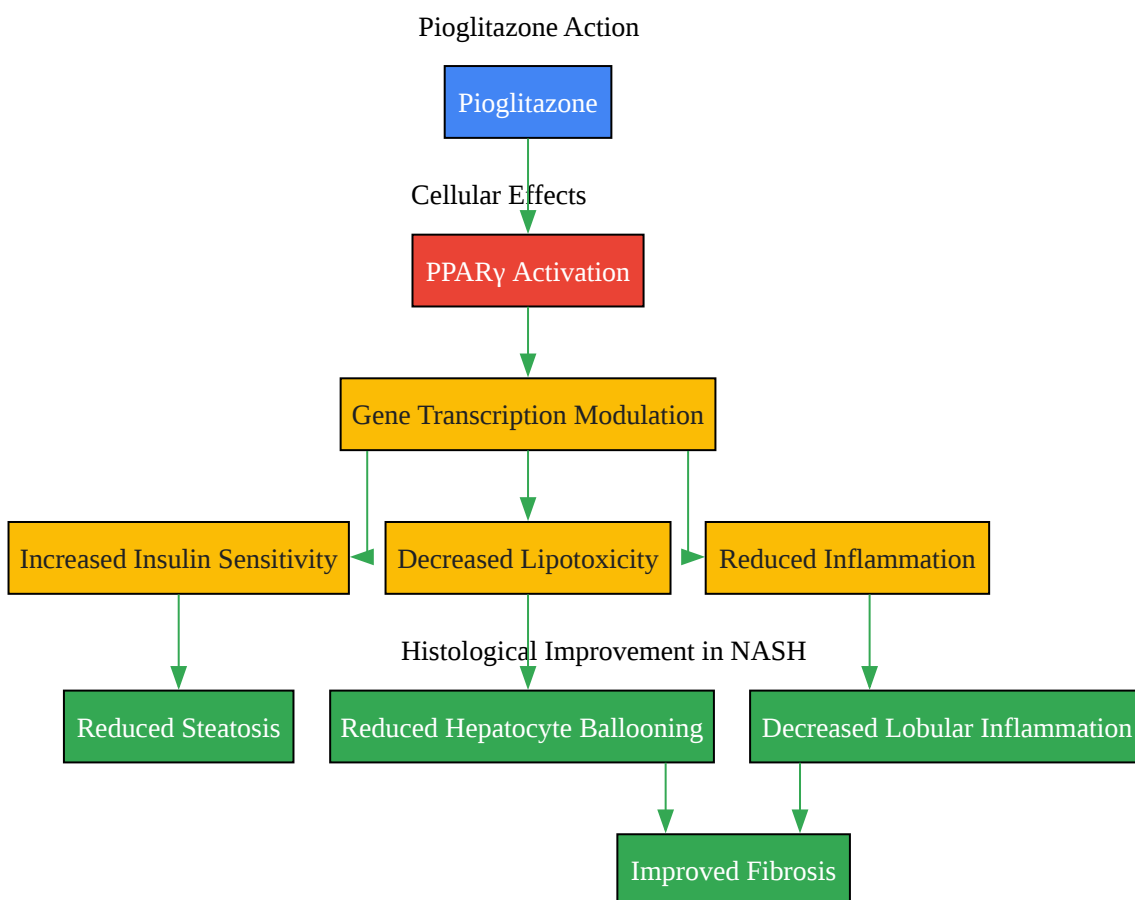 Pioglitazone Action
Pioglitazone
Cellular Effects
PPARγ Activation
Gene Transcription Modulation
Increased Insulin Sensitivity
Decreased Lipotoxicity
Reduced Inflammation
Histological Improvement in NASH
Reduced Steatosis
Reduced Hepatocyte Ballooning
Decreased Lobular Inflammation
Improved Fibrosis